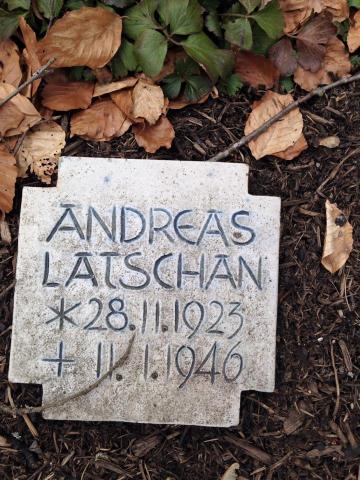 ANDREAS
LATSCHAN
*28.11.1923
+ 11.1.1946